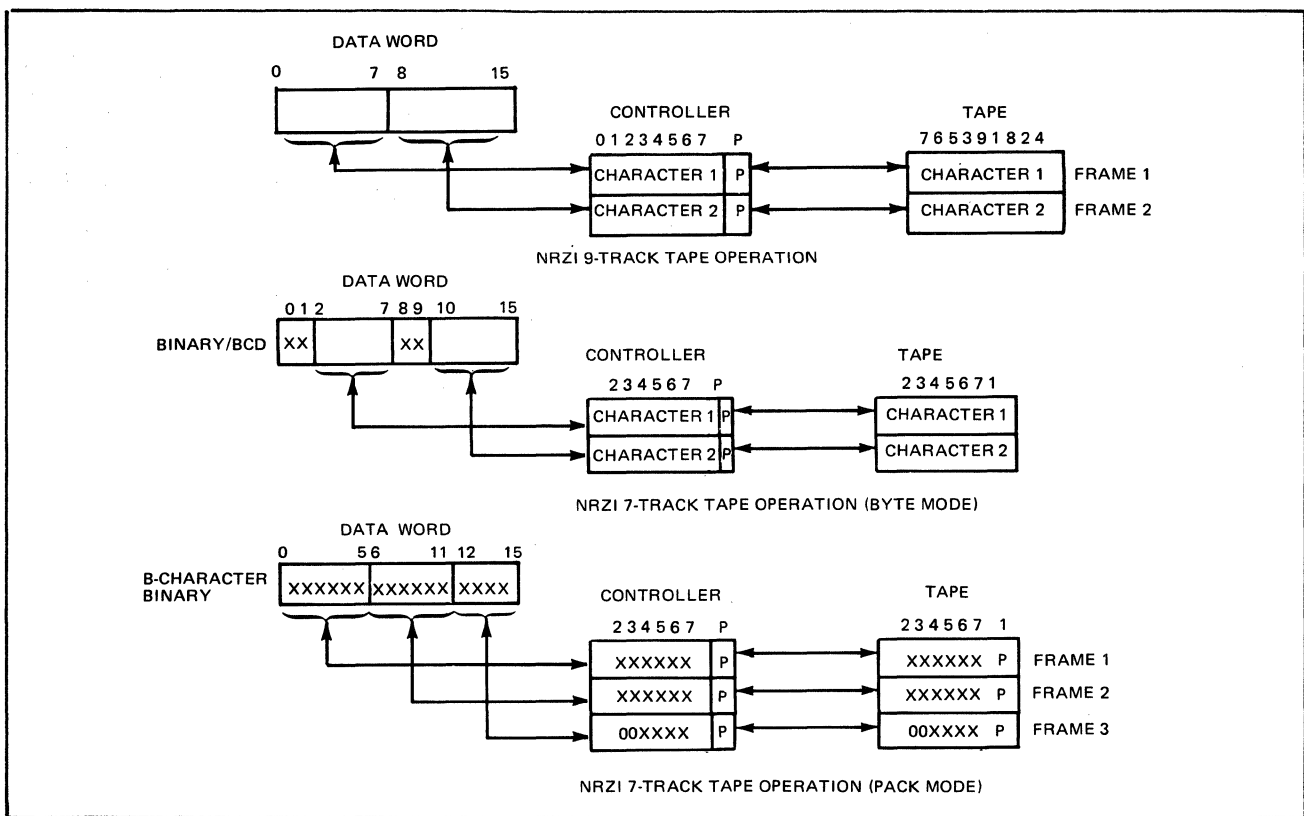 DATA WORD
0 7 8 15
CONTROLLER TAPE
0 1 2 3 4 5 6 7 P 7 6 5 3 9 1 8 2 4
CHARACTER 1 P CHARACTER 1 FRAME 1
CHARACTER 2 P CHARACTER 2 FRAME 2
NRZI 9-TRACK TAPE OPERATION
DATA WORD
0 1 2 7 8 9 10 15
BINARY/BCD XX XX
CONTROLLER TAPE
2 3 4 5 6 7 P 2 3 4 5 6 7 1
CHARACTER 1 P CHARACTER 1
CHARACTER 2 P CHARACTER 2
NRZI 7-TRACK TAPE OPERATION (BYTE MODE)
DATA WORD
0 5 6 11 12 15
B-CHARACTER
BINARY
XXXXXX XXXXXX XXXX
CONTROLLER TAPE
2 3 4 5 6 7 P 2 3 4 5 6 7 1
XXXXXX P XXXXXX P FRAME 1
XXXXXX P XXXXXX P FRAME 2
00XXXX P 00XXXX P FRAME 3
NRZI 7-TRACK TAPE OPERATION (PACK MODE)